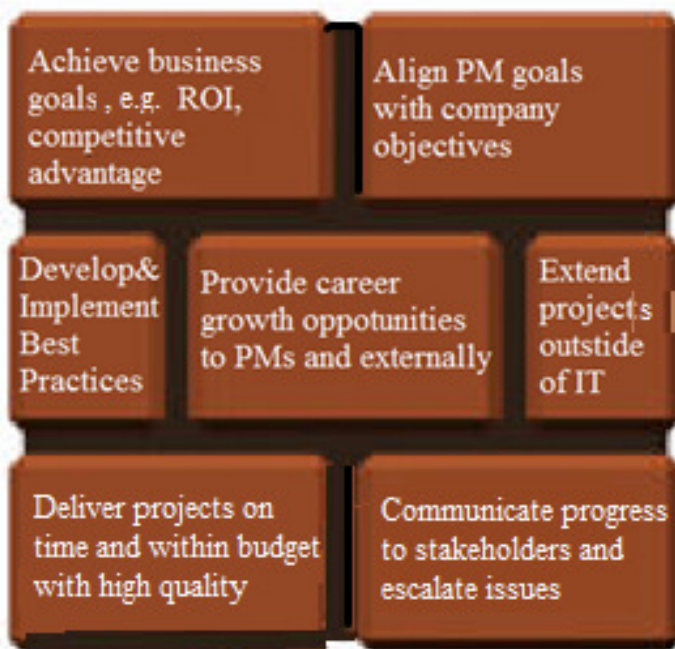 Achieve business
goals , e.g. ROI,
competitive
advantage
Align PM goals
with company
objectives
Develop&
Implement
Best
Practices
Provide career
growth oppotunities
to PMs and externally
Extend
projects
outstide
of IT
Deliver projects on
time and within budget
with high quality
Communicate progress
to stakeholders and
escalate issues